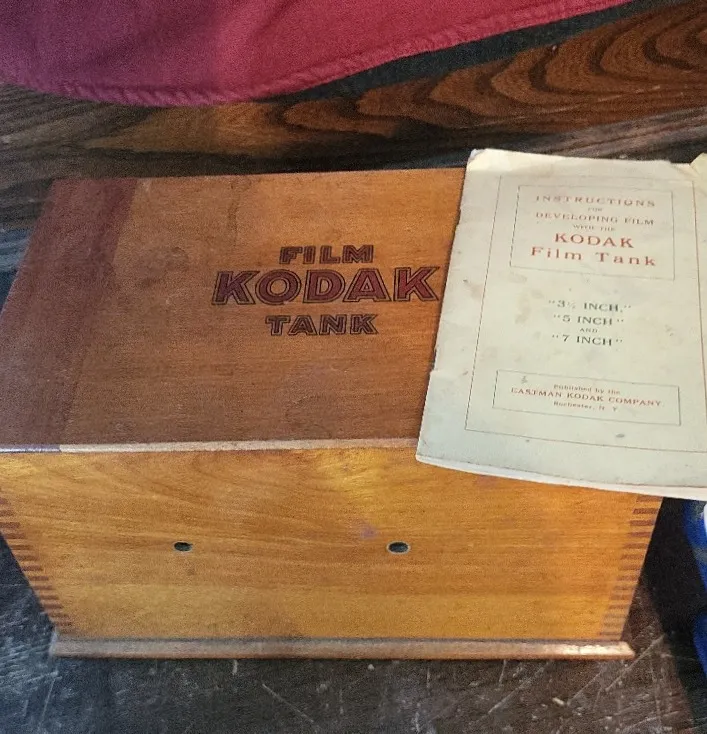 FILM
KODAK
TANK
INSTRUCTIONS
FOR
DEVELOPING FILM
WITH THE
KODAK
Film Tank
"3½ INCH,"
"5 INCH"
AND
"7 INCH"
Published by the
EASTMAN KODAK COMPANY
Rochester, N. Y.